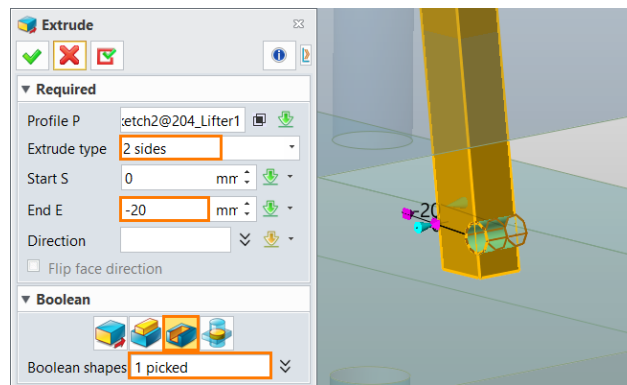 Extrude
▼ Required
Profile P :etch2@204_Lifter1
Extrude type 2 sides
Start S 0 mm
End E -20 mm
Direction
Flip face direction
▼ Boolean
Boolean shapes 1 picked
-20